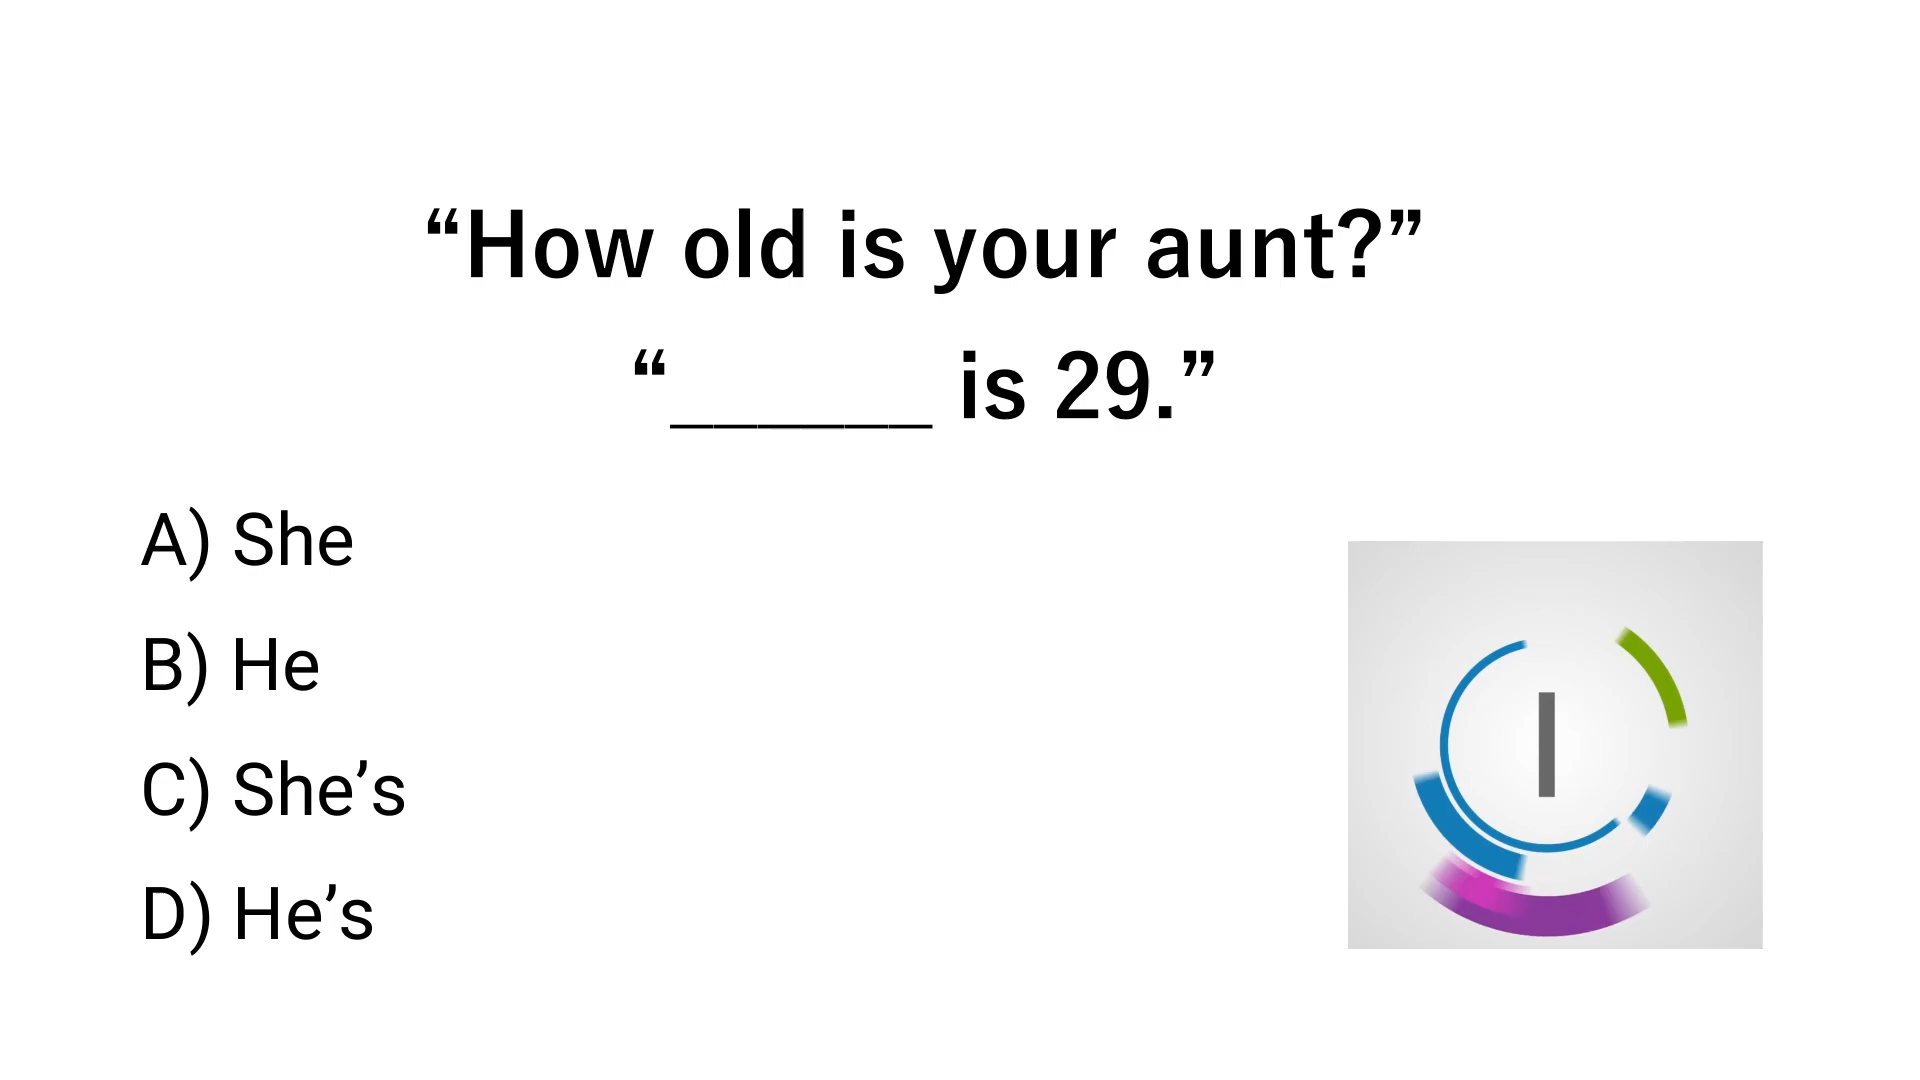 “How old is your aunt?”
“______ is 29.”
A) She
B) He
C) She’s
D) He’s